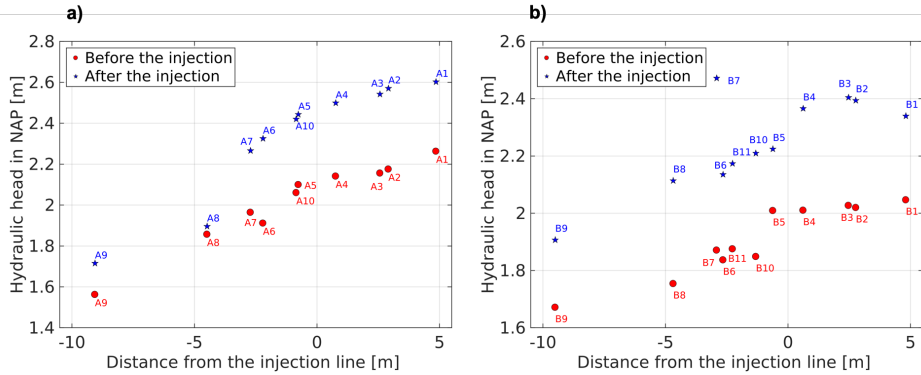 a)
Hydraulic head in NAP [m]
2.8
2.6
2.4
2.2
2
1.8
1.6
1.4
Before the injection
After the injection
A1
A2
A3
A4
A5
A10
A6
A7
A8
A9
A1
A2
A3
A4
A5
A10
A6
A7
A8
A9
-10
-5
0
5
Distance from the injection line [m]
b)
Hydraulic head in NAP [m]
2.6
2.4
2.2
2
1.8
1.6
Before the injection
After the injection
B7
B3
B2
B1
B4
B5
B10
B11
B6
B8
B9
B1
B2
B3
B4
B5
B10
B11
B6
B7
B8
B9
-10
-5
0
5
Distance from the injection line [m]